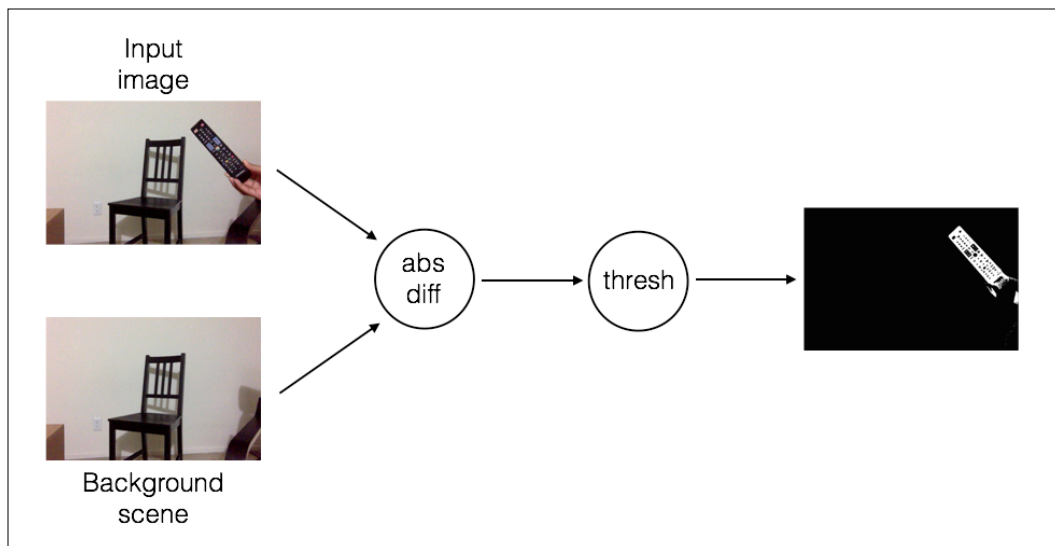 Input
image
abs
diff
thresh
Background
scene